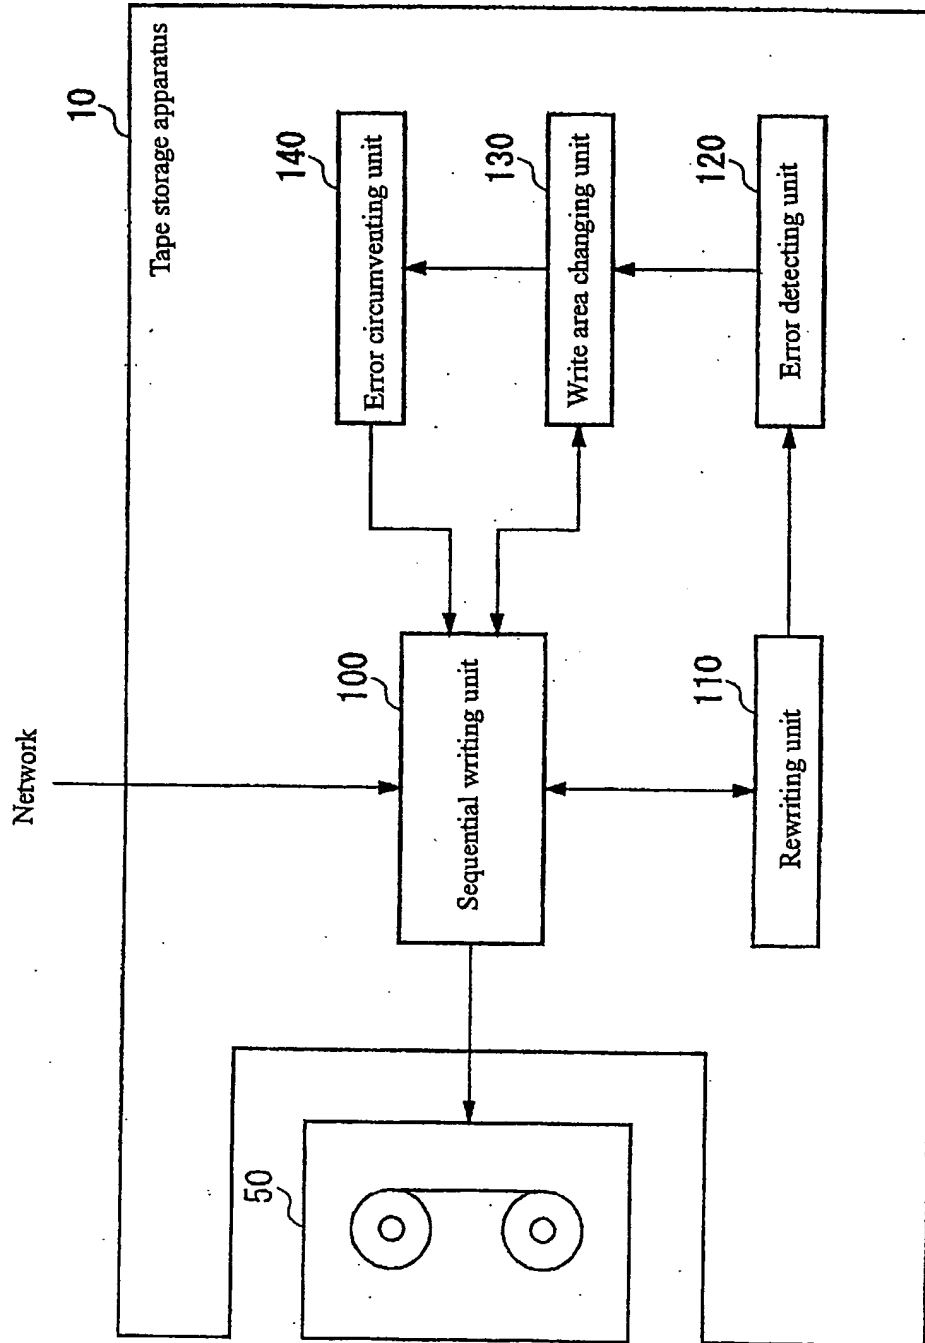 Network
10
Tape storage apparatus
50
100
Sequential writing unit
140
Error circumventing unit
130
Write area changing unit
110
Rewriting unit
120
Error detecting unit